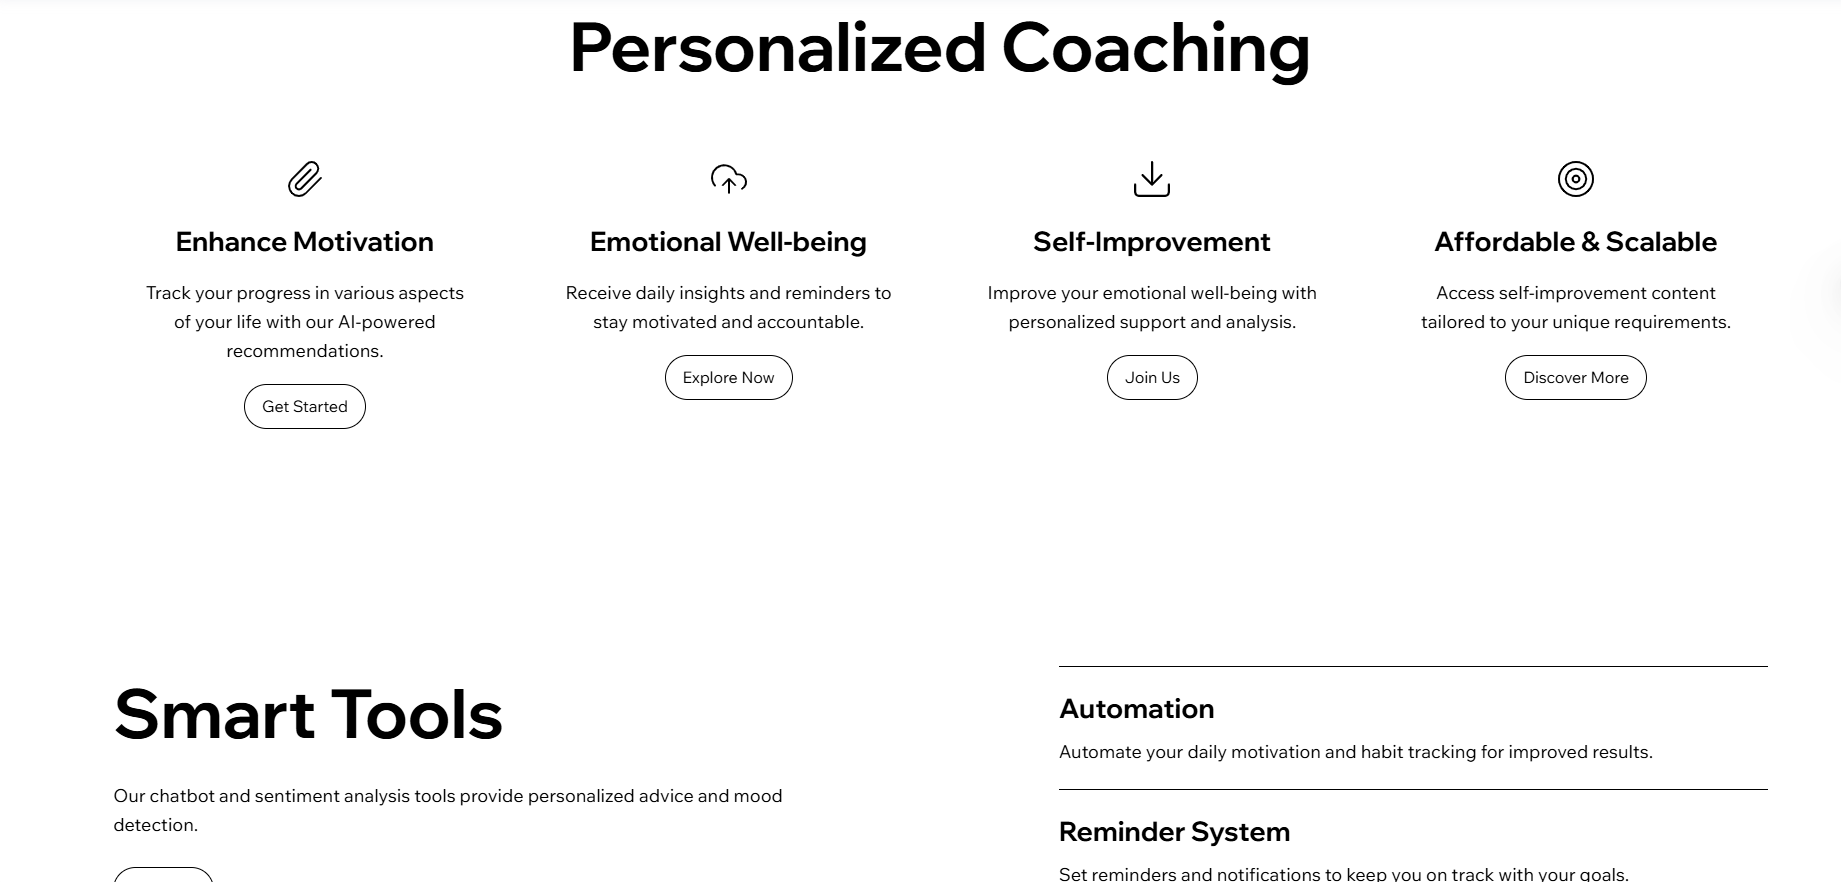 Personalized Coaching
Enhance Motivation
Track your progress in various aspects
of your life with our AI-powered
recommendations.
Get Started
Emotional Well-being
Receive daily insights and reminders to
stay motivated and accountable.
Explore Now
Self-Improvement
Improve your emotional well-being with
personalized support and analysis.
Join Us
Affordable & Scalable
Access self-improvement content
tailored to your unique requirements.
Discover More
Smart Tools
Our chatbot and sentiment analysis tools provide personalized advice and mood
detection.
Automation
Automate your daily motivation and habit tracking for improved results.
Reminder System
Set reminders and notifications to keep you on track with your goals.